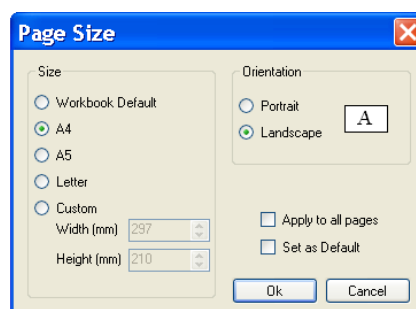 Page Size
Size
Workbook Default
A4
A5
Letter
Custom
Width (mm) 297
Height (mm) 210
Orientation
Portrait
Landscape
A
Apply to all pages
Set as Default
Ok
Cancel